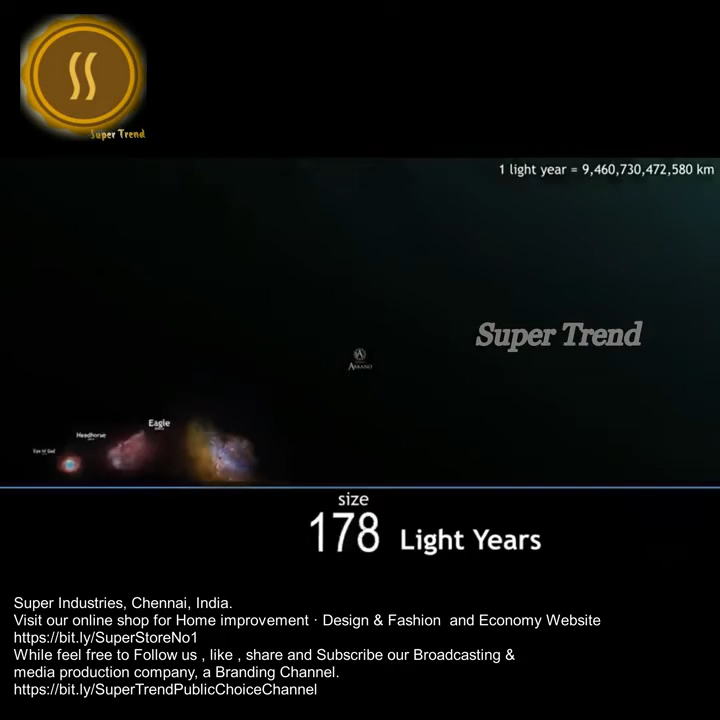 Super Trend
1 light year = 9,460,730,472,580 km
Super Trend
Eagle
Headhorse
Eye of God
size
178 Light Years
Super Industries, Chennai, India.
Visit our online shop for Home improvement · Design & Fashion and Economy Website
https://bit.ly/SuperStoreNo1
While feel free to Follow us , like , share and Subscribe our Broadcasting &
media production company, a Branding Channel.
https://bit.ly/SuperTrendPublicChoiceChannel